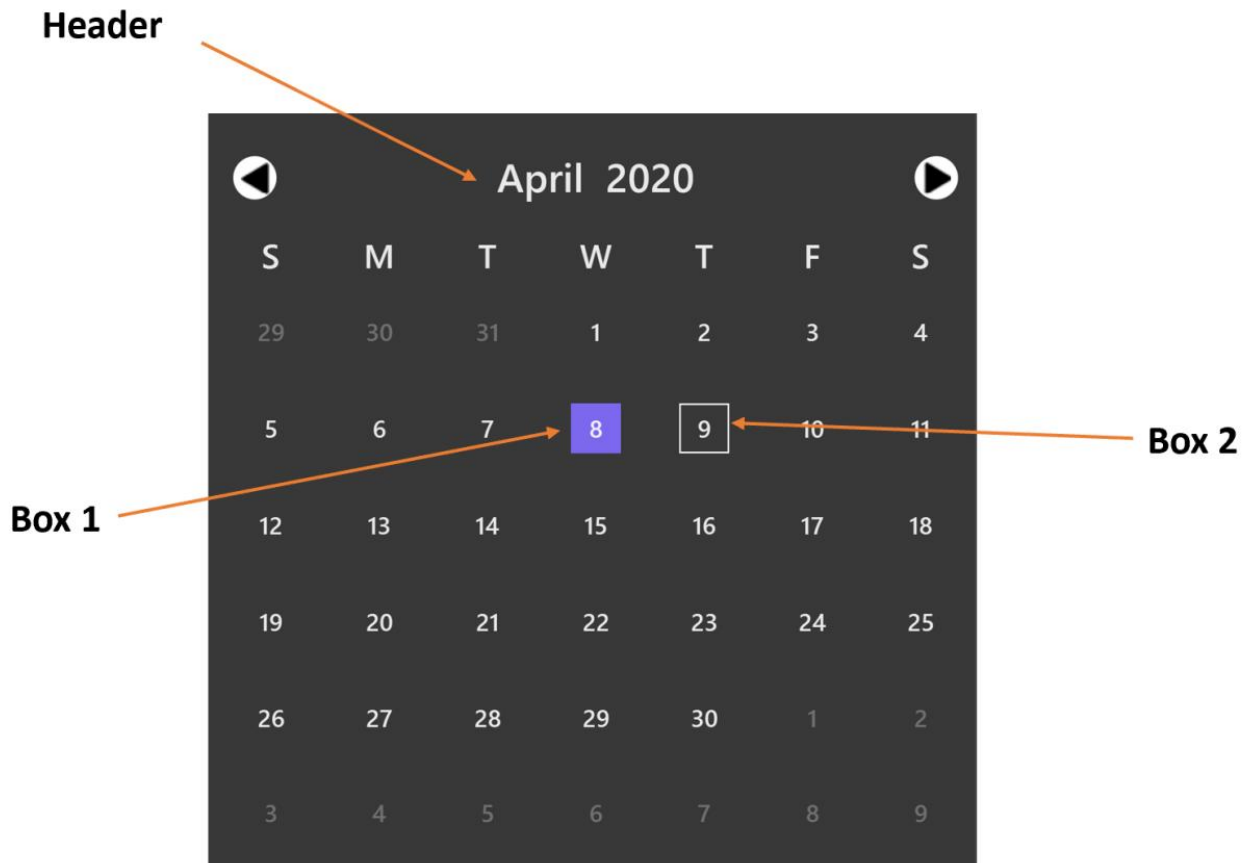 Header
April 2020
S M T W T F S
29 30 31 1 2 3 4
5 6 7 8 9 10 11
Box 2
Box 1
12 13 14 15 16 17 18
19 20 21 22 23 24 25
26 27 28 29 30 1 2
3 4 5 6 7 8 9